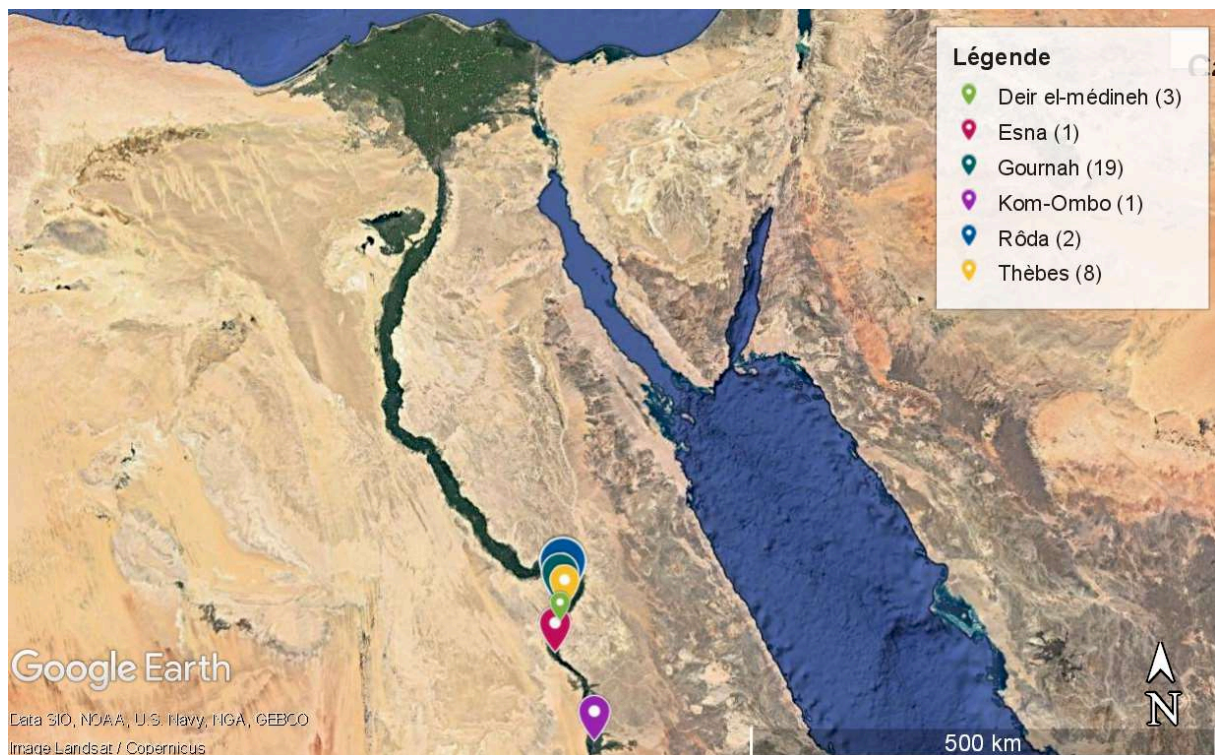 Légende
Deir el-médineh (3)
Esna (1)
Gournah (19)
Kom-Ombo (1)
Rôda (2)
Thèbes (8)
Google Earth
Data SIO, NOAA, U.S. Navy, NGA, GEBCO
Image Landsat / Copernicus
N
500 km